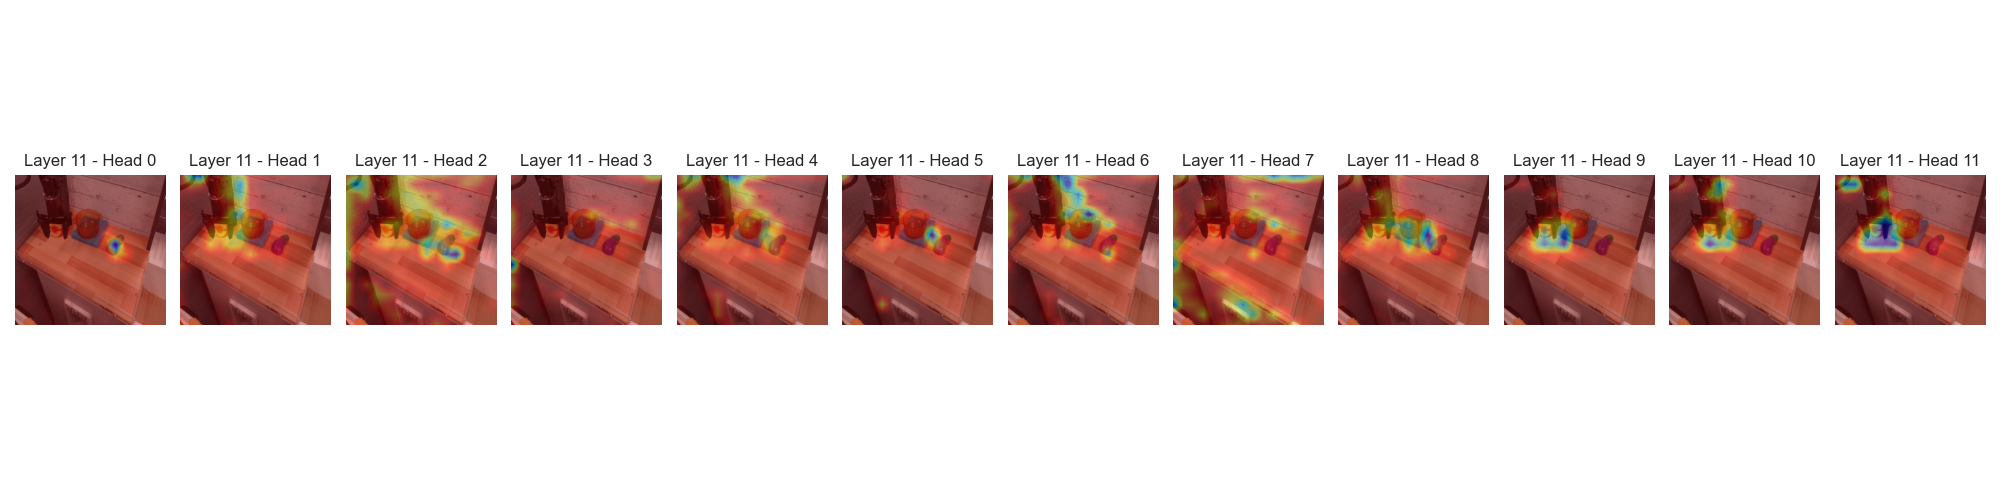 Layer 11 - Head 0
Layer 11 - Head 1
Layer 11 - Head 2
Layer 11 - Head 3
Layer 11 - Head 4
Layer 11 - Head 5
Layer 11 - Head 6
Layer 11 - Head 7
Layer 11 - Head 8
Layer 11 - Head 9
Layer 11 - Head 10
Layer 11 - Head 11